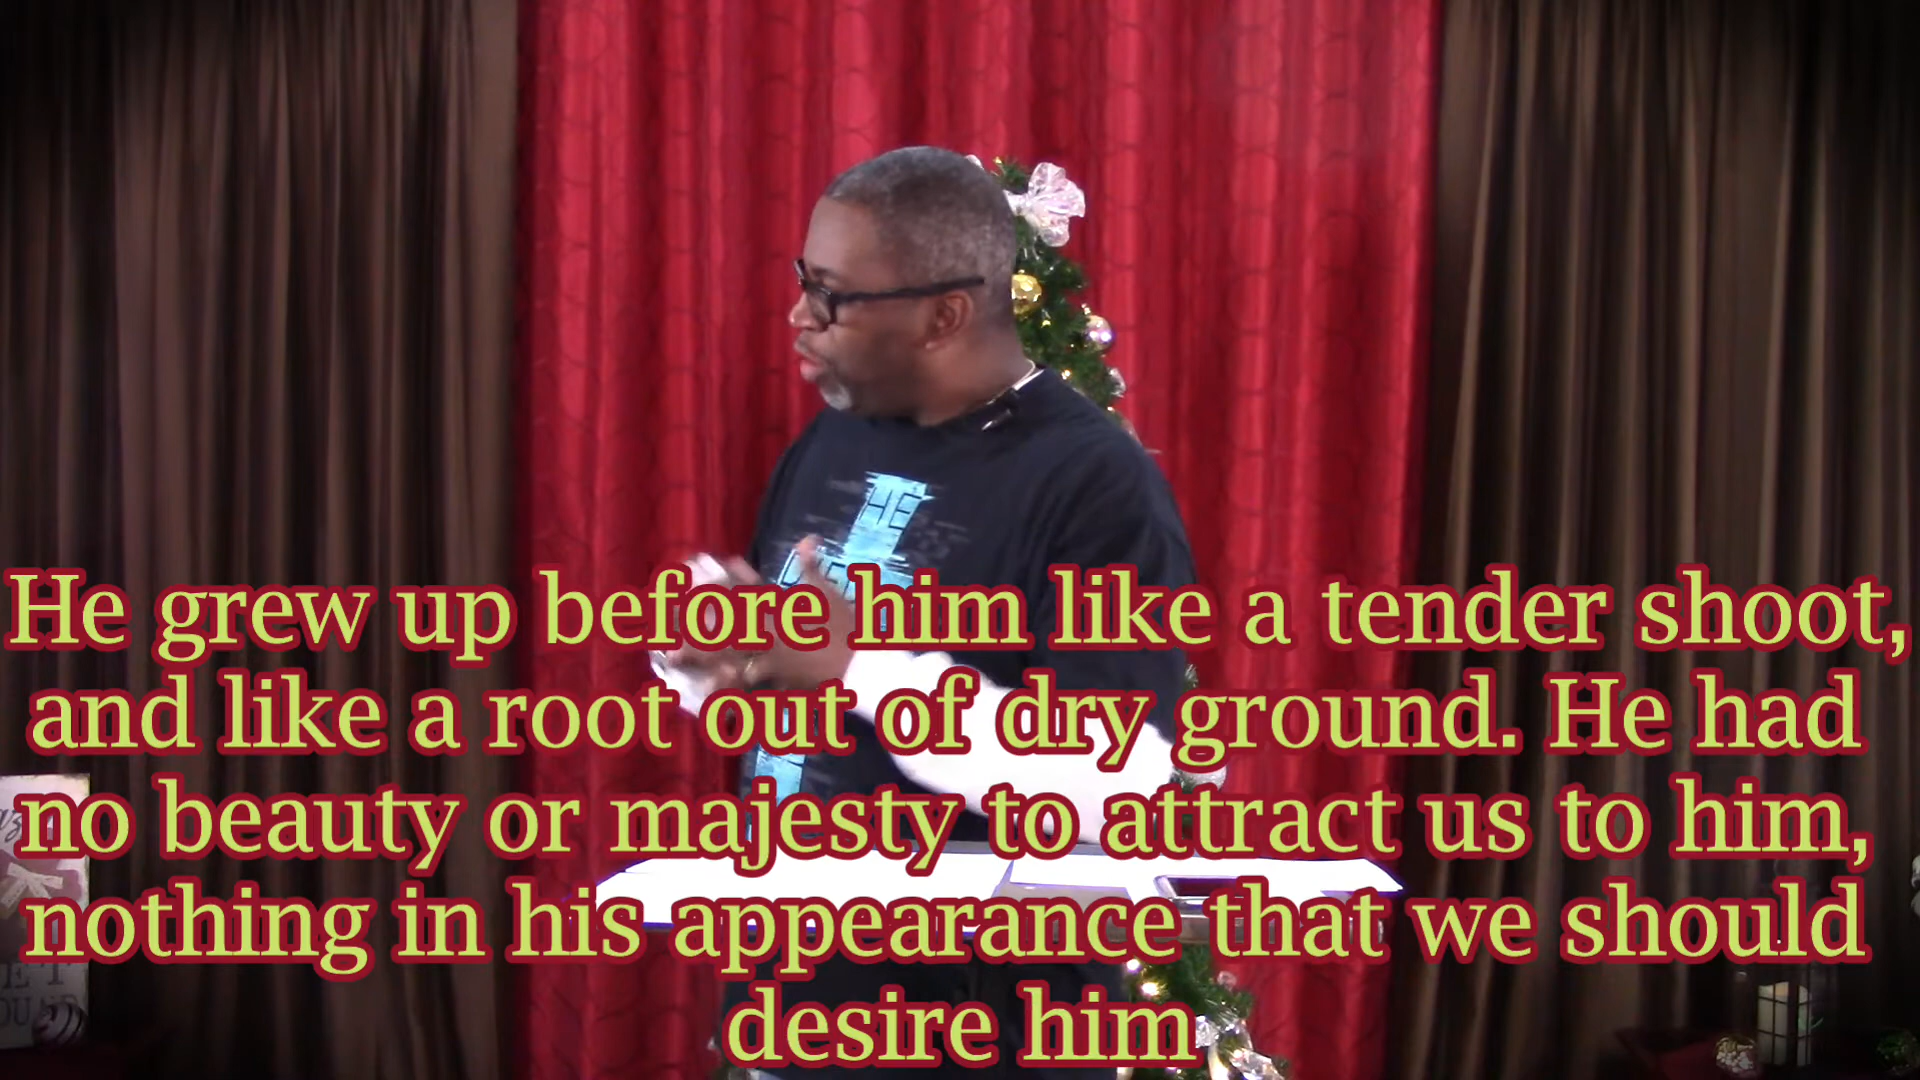 HE
He grew up before him like a tender shoot,
and like a root out of dry ground. He had
no beauty or majesty to attract us to him,
nothing in his appearance that we should
desire him